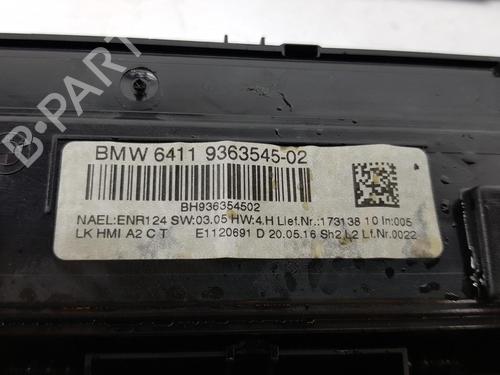 BMW 6411 9363545-02
BH936354502
NAEL:ENR124 SW:03.05 HW:4.H Lief.Nr.:173138 10 In:005
LK HMI A2 C T E1120691 D 20.05.16 Sh2 L2 Lf.Nr.0022
B-PARTS